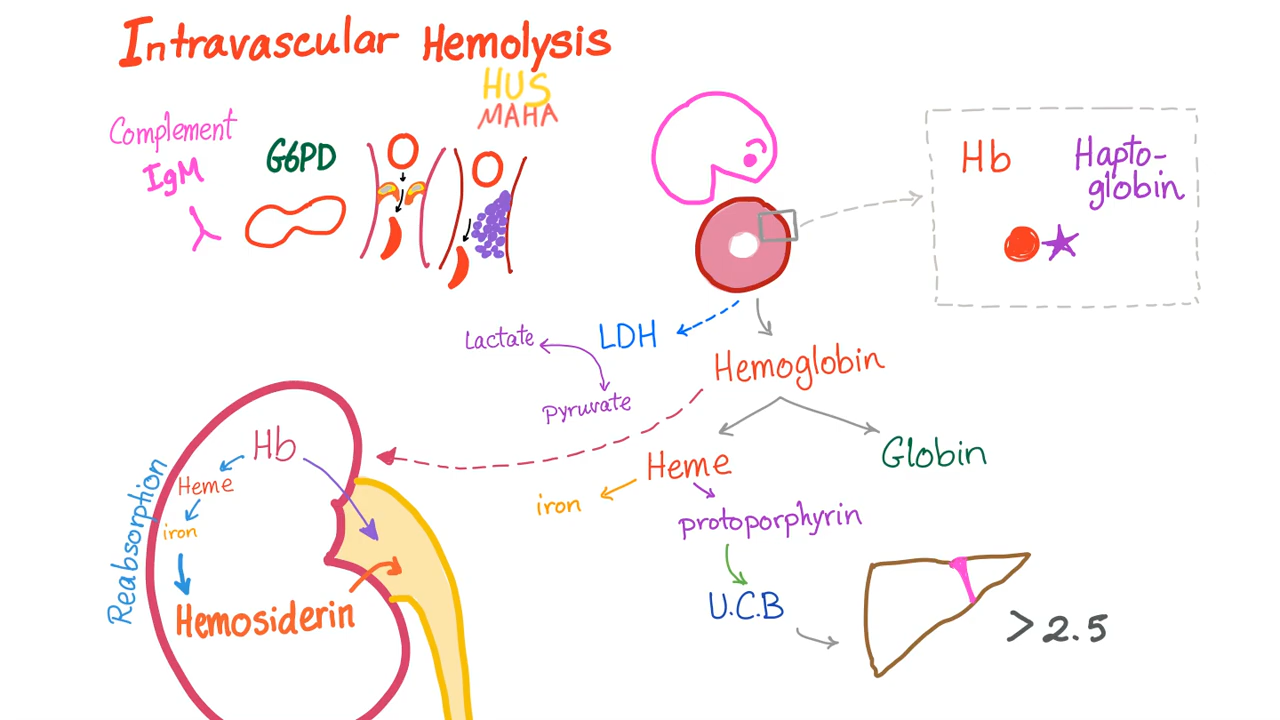 Intravascular Hemolysis
HUS
MAHA
Complement
IgM
G6PD
Hb
Hapto-
globin
Lactate
LDH
Pyruvate
Hemoglobin
Heme
Globin
iron
protoporphyrin
U.C.B
>2.5
Hb
Heme
iron
Hemosiderin
Reabsorption